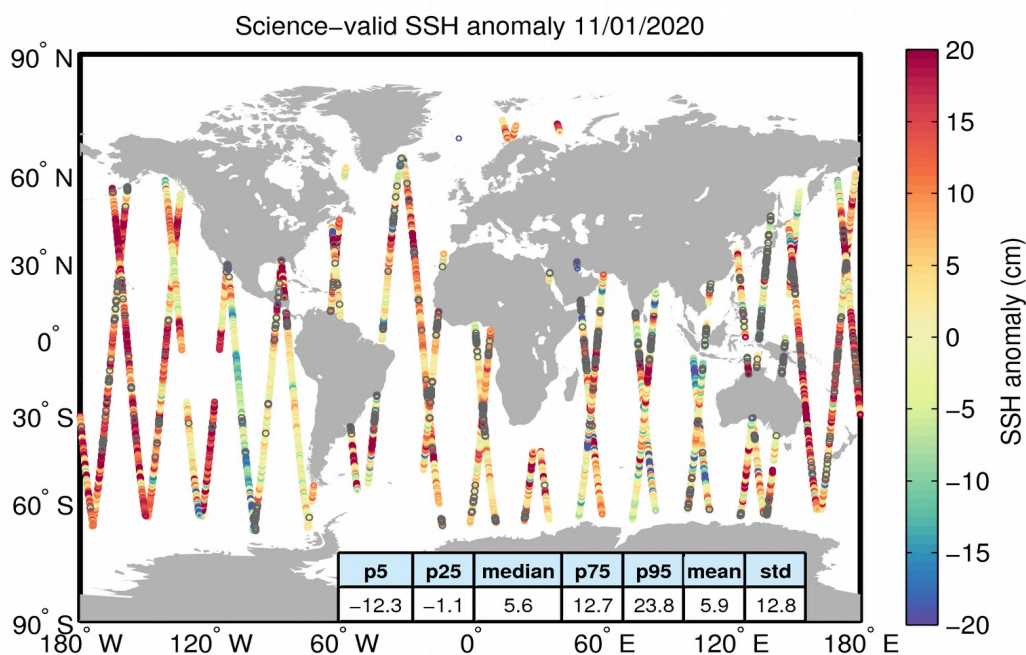 Science−valid SSH anomaly 11/01/2020
90° N
60° N
30° N
0°
30° S
60° S
90° S
180° W
120° W
60° W
0°
60° E
120° E
180° E
p5 p25 median p75 p95 mean std
−12.3 −1.1 5.6 12.7 23.8 5.9 12.8
20
15
10
5
0
−5
−10
−15
−20
SSH anomaly (cm)